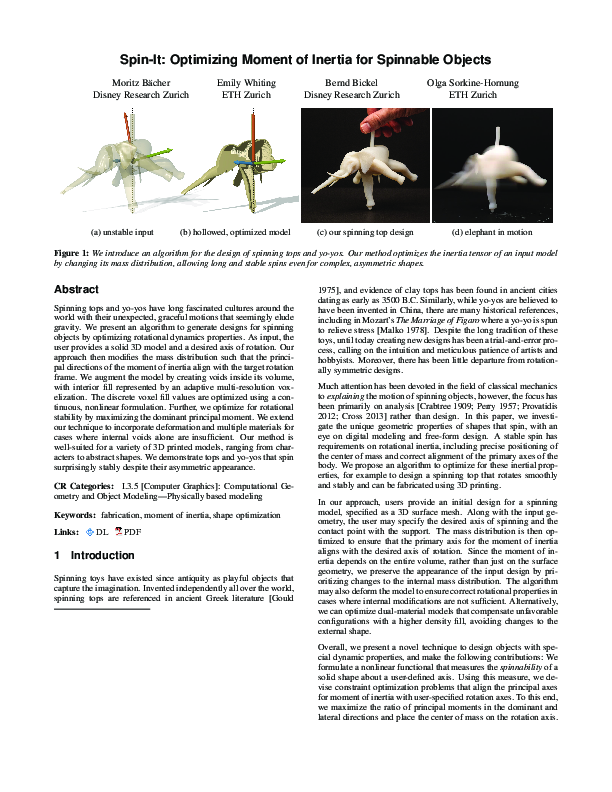 Spin-It: Optimizing Moment of Inertia for Spinnable Objects
Moritz Bächer
Disney Research Zurich
Emily Whiting
ETH Zurich
Bernd Bickel
Disney Research Zurich
Olga Sorkine-Hornung
ETH Zurich
(a) unstable input
(b) hollowed, optimized model
(c) our spinning top design
(d) elephant in motion
Figure 1: We introduce an algorithm for the design of spinning tops and yo-yos. Our method optimizes the inertia tensor of an input model
by changing its mass distribution, allowing long and stable spins even for complex, asymmetric shapes.
Abstract
Spinning tops and yo-yos have long fascinated cultures around the
world with their unexpected, graceful motions that seemingly elude
gravity. We present an algorithm to generate designs for spinning
objects by optimizing rotational dynamics properties. As input, the
user provides a solid 3D model and a desired axis of rotation. Our
approach then modifies the mass distribution such that the princi-
pal directions of the moment of inertia align with the target rotation
frame. We augment the model by creating voids inside its volume,
with interior fill represented by an adaptive multi-resolution vox-
elization. The discrete voxel fill values are optimized using a con-
tinuous, nonlinear formulation. Further, we optimize for rotational
stability by maximizing the dominant principal moment. We extend
our technique to incorporate deformation and multiple materials for
cases where internal voids alone are insufficient. Our method is
well-suited for a variety of 3D printed models, ranging from char-
acters to abstract shapes. We demonstrate tops and yo-yos that spin
surprisingly stably despite their asymmetric appearance.
CR Categories: I.3.5 [Computer Graphics]: Computational Ge-
ometry and Object Modeling—Physically based modeling
Keywords: fabrication, moment of inertia, shape optimization
Links: DL PDF
1 Introduction
Spinning toys have existed since antiquity as playful objects that
capture the imagination. Invented independently all over the world,
spinning tops are referenced in ancient Greek literature [Gould
1975], and evidence of clay tops has been found in ancient cities
dating as early as 3500 B.C. Similarly, while yo-yos are believed to
have been invented in China, there are many historical references,
including in Mozart's The Marriage of Figaro where a yo-yo is spun
to relieve stress [Malko 1978]. Despite the long tradition of these
toys, until today creating new designs has been a trial-and-error pro-
cess, calling on the intuition and meticulous patience of artists and
hobbyists. Moreover, there has been little departure from rotation-
ally symmetric designs.
Much attention has been devoted in the field of classical mechanics
to explaining the motion of spinning objects, however, the focus has
been primarily on analysis [Crabtree 1909; Perry 1957; Provatidis
2012; Cross 2013] rather than design. In this paper, we investi-
gate the unique geometric properties of shapes that spin, with an
eye on digital modeling and free-form design. A stable spin has
requirements on rotational inertia, including precise positioning of
the center of mass and correct alignment of the primary axes of the
body. We propose an algorithm to optimize for these inertial prop-
erties, for example to design a spinning top that rotates smoothly
and stably and can be fabricated using 3D printing.
In our approach, users provide an initial design for a spinning
model, specified as a 3D surface mesh. Along with the input ge-
ometry, the user may specify the desired axis of spinning and the
contact point with the support. The mass distribution is then op-
timized to ensure that the primary axis for the moment of inertia
aligns with the desired axis of rotation. Since the moment of in-
ertia depends on the entire volume, rather than just on the surface
geometry, we preserve the appearance of the input design by pri-
oritizing changes to the internal mass distribution. The algorithm
may also deform the model to ensure correct rotational properties in
cases where internal modifications are not sufficient. Alternatively,
we can optimize dual-material models that compensate unfavorable
configurations with a higher density fill, avoiding changes to the
external shape.
Overall, we present a novel technique to design objects with spe-
cial dynamic properties, and make the following contributions: We
formulate a nonlinear functional that measures the spinnability of a
solid shape about a user-defined axis. Using this measure, we de-
vise constraint optimization problems that align the principal axes
for moment of inertia with user-specified rotation axes. To this end,
we maximize the ratio of principal moments in the dominant and
lateral directions and place the center of mass on the rotation axis.